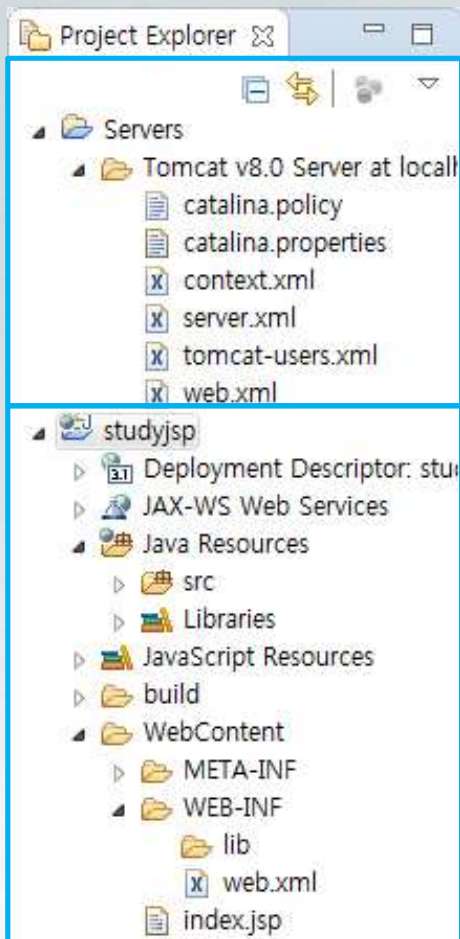 Project Explorer
Servers
Tomcat v8.0 Server at localh
catalina.policy
catalina.properties
context.xml
server.xml
tomcat-users.xml
web.xml
studyjsp
3.1 Deployment Descriptor: stu
JAX-WS Web Services
Java Resources
src
Libraries
JavaScript Resources
build
WebContent
META-INF
WEB-INF
lib
web.xml
index.jsp